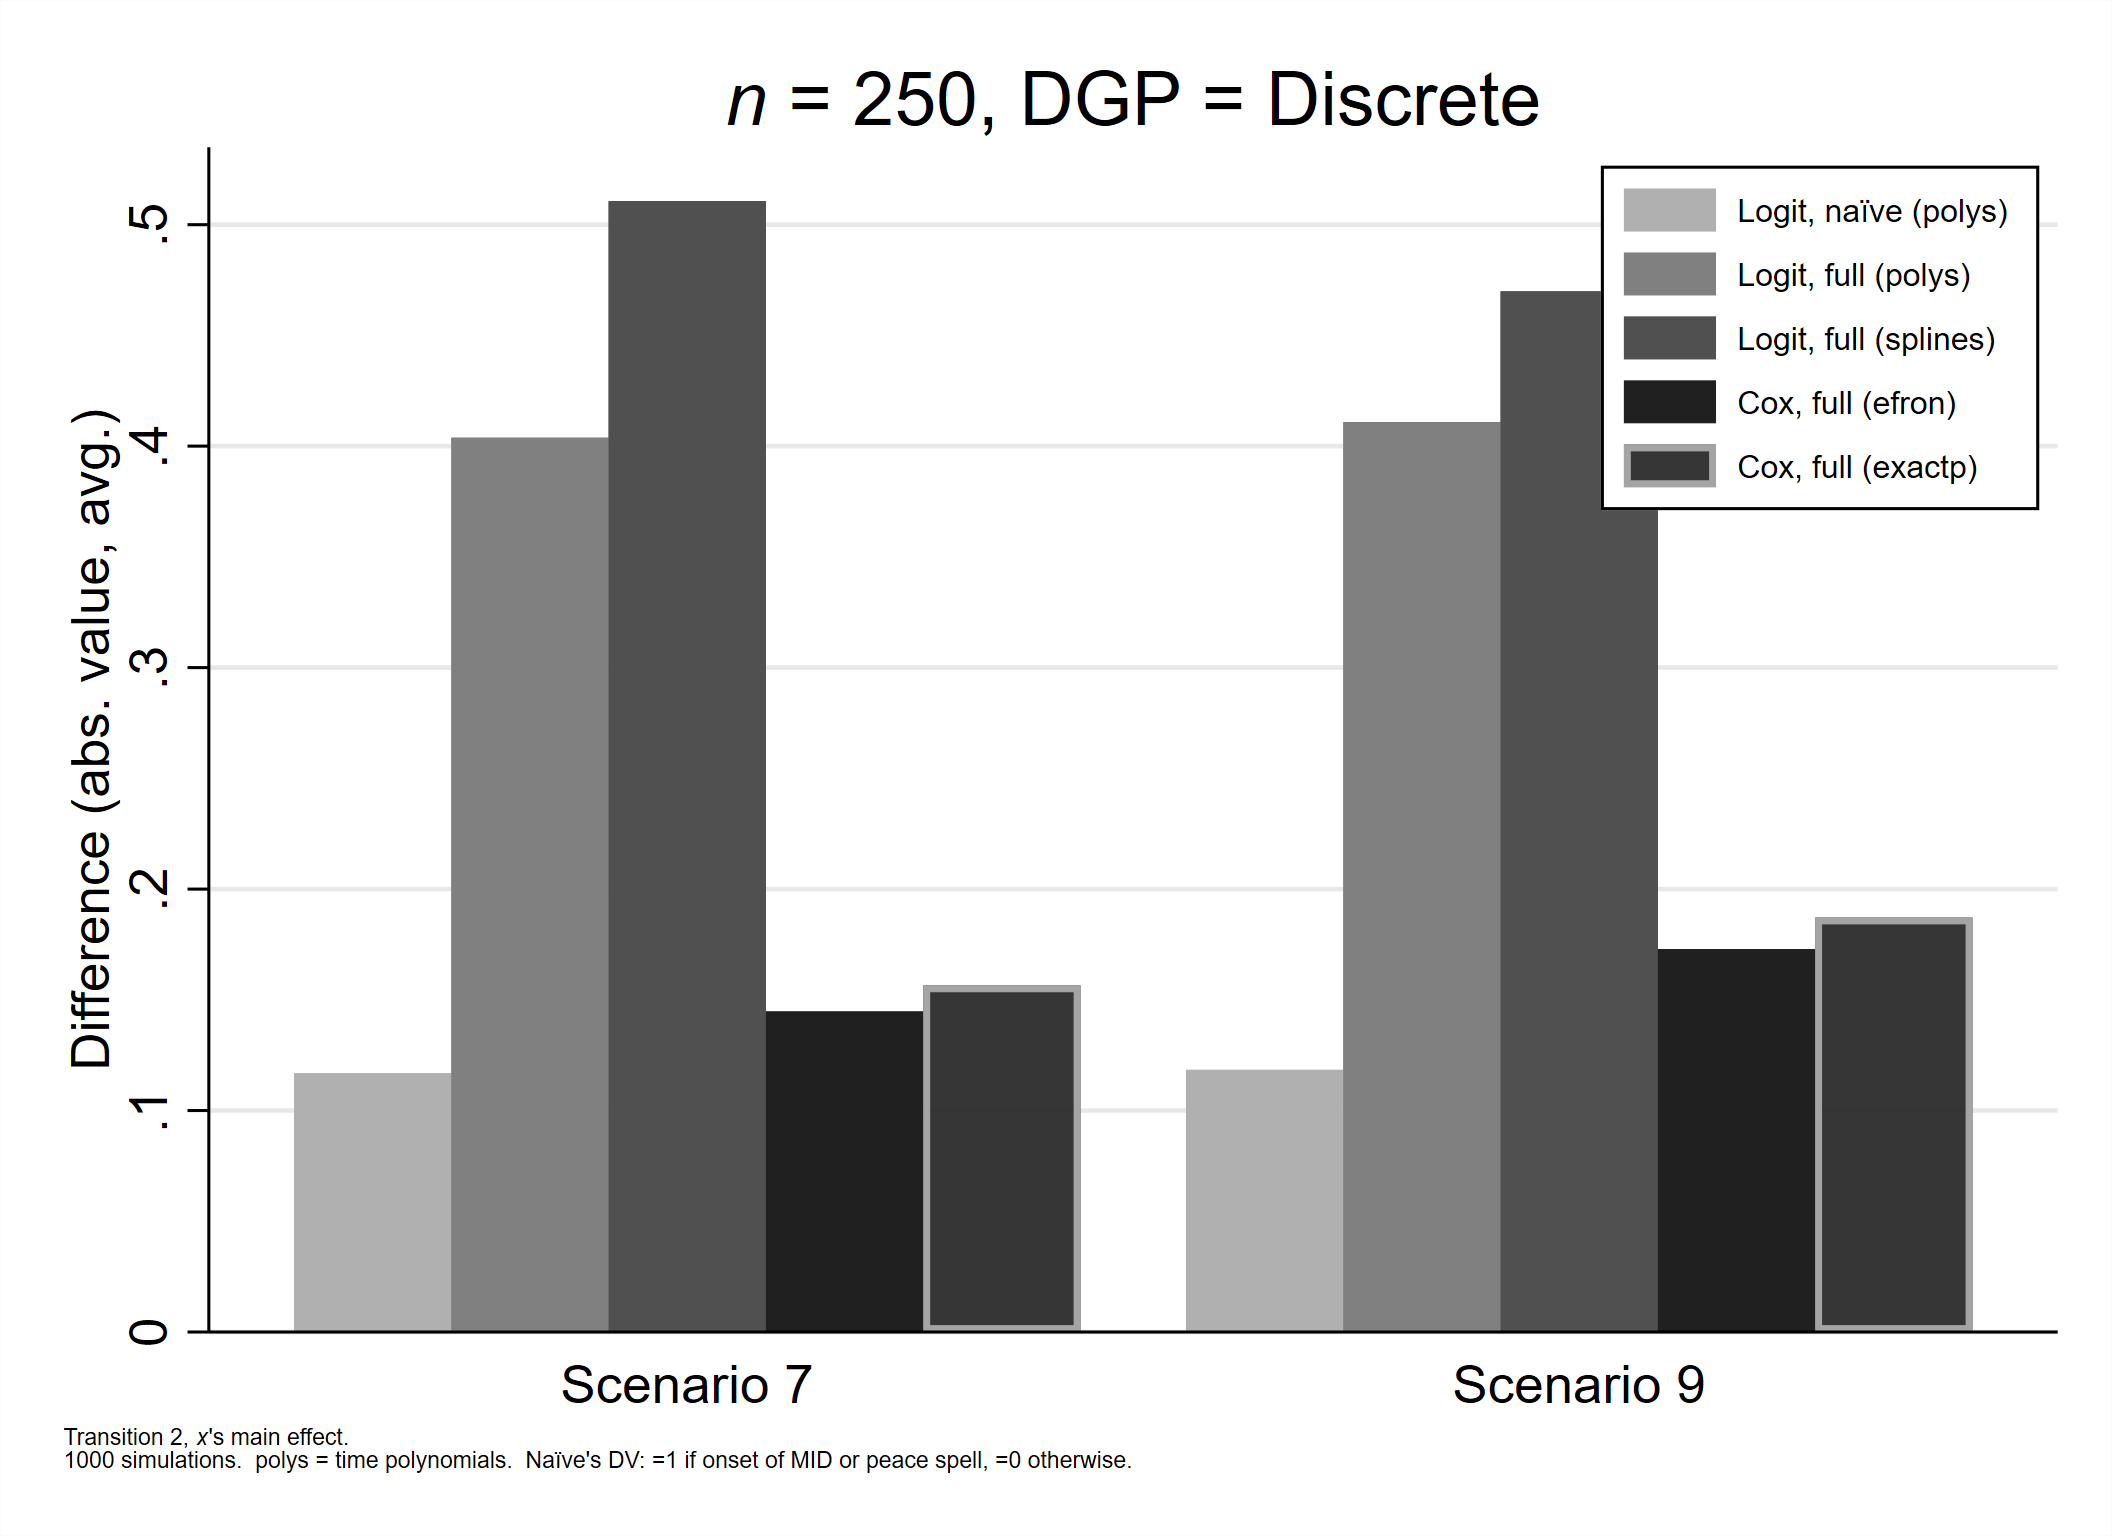 n = 250, DGP = Discrete
Difference (abs. value, avg.)
.5
.4
.3
.2
.1
0
Logit, naïve (polys)
Logit, full (polys)
Logit, full (splines)
Cox, full (efron)
Cox, full (exactp)
Scenario 7
Scenario 9
Transition 2, x's main effect.
1000 simulations.  polys = time polynomials.  Naïve's DV: =1 if onset of MID or peace spell, =0 otherwise.